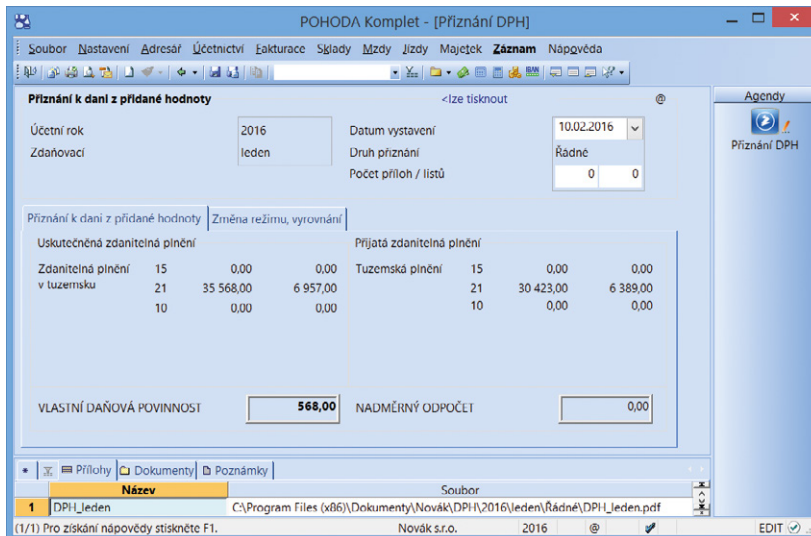 POHODA Komplet - [Přiznání DPH]
Soubor Nastavení Adresář Účetnictví Fakturace Sklady Mzdy Jízdy Majetek Záznam Nápověda
IBAN
Přiznání k dani z přidané hodnoty <lze tisknout @
Účetní rok 2016 Datum vystavení 10.02.2016
Zdaňovací leden Druh přiznání Řádné
Počet příloh / listů 0 0
Přiznání k dani z přidané hodnoty Změna režimu, vyrovnání
Uskutečněná zdanitelná plnění Přijatá zdanitelná plnění
Zdanitelná plnění 15 0,00 0,00 Tuzemská plnění 15 0,00 0,00
v tuzemsku 21 35 568,00 6 957,00 21 30 423,00 6 389,00
10 0,00 0,00 10 0,00 0,00
VLASTNÍ DAŇOVÁ POVINNOST 568,00 NADMĚRNÝ ODPOČET 0,00
Agendy
Přiznání DPH
* Přílohy Dokumenty Poznámky
Název Soubor
1 DPH_leden C:\Program Files (x86)\Dokumenty\Novák\DPH\2016\leden\Řádné\DPH_leden.pdf
(1/1) Pro získání nápovědy stiskněte F1. Novák s.r.o. 2016 @ EDIT